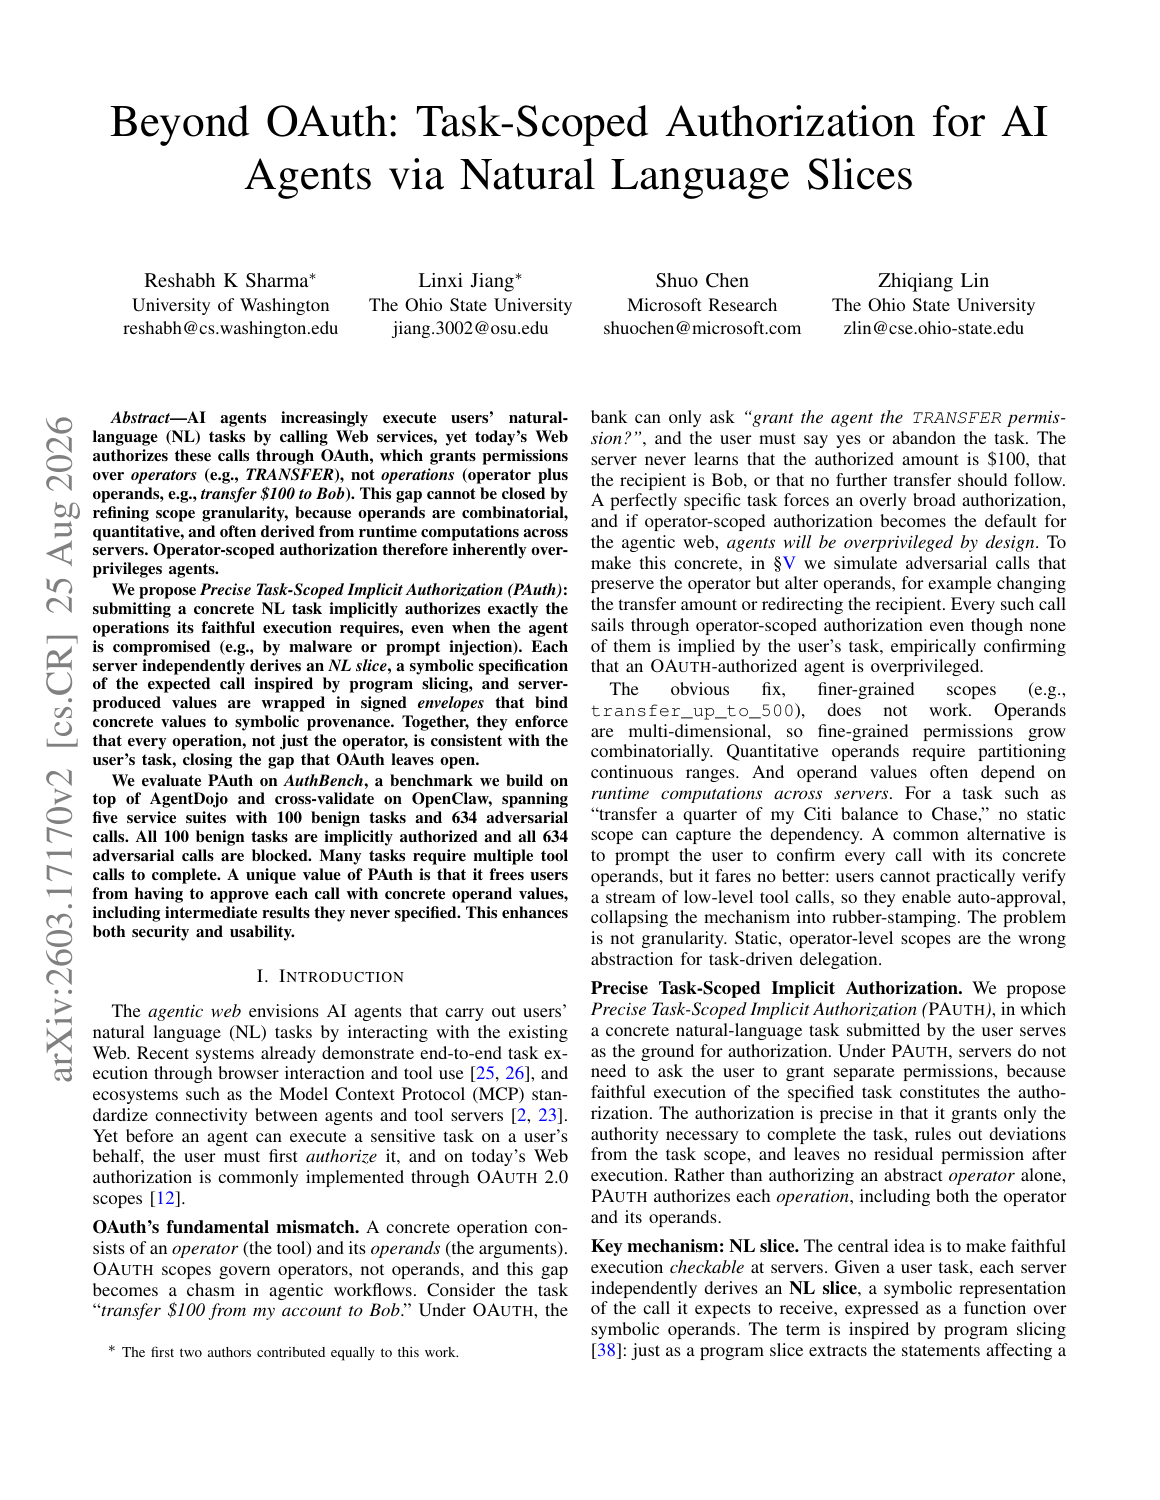 Beyond OAuth: Task-Scoped Authorization for AI
Agents via Natural Language Slices
Reshabh K Sharma*
University of Washington
reshabh@cs.washington.edu
Linxi Jiang*
The Ohio State University
jiang.3002@osu.edu
Shuo Chen
Microsoft Research
shuochen@microsoft.com
Zhiqiang Lin
The Ohio State University
zlin@cse.ohio-state.edu
arXiv:2603.17170v2 [cs.CR] 25 Aug 2026
Abstract—AI agents increasingly execute users' natural-
language (NL) tasks by calling Web services, yet today's Web
authorizes these calls through OAuth, which grants permissions
over operators (e.g., TRANSFER), not operations (operator plus
operands, e.g., transfer $100 to Bob). This gap cannot be closed by
refining scope granularity, because operands are combinatorial,
quantitative, and often derived from runtime computations across
servers. Operator-scoped authorization therefore inherently over-
privileges agents.
We propose Precise Task-Scoped Implicit Authorization (PAuth):
submitting a concrete NL task implicitly authorizes exactly the
operations its faithful execution requires, even when the agent
is compromised (e.g., by malware or prompt injection). Each
server independently derives an NL slice, a symbolic specification
of the expected call inspired by program slicing, and server-
produced values are wrapped in signed envelopes that bind
concrete values to symbolic provenance. Together, they enforce
that every operation, not just the operator, is consistent with the
user's task, closing the gap that OAuth leaves open.
We evaluate PAuth on AuthBench, a benchmark we build on
top of AgentDojo and cross-validate on OpenClaw, spanning
five service suites with 100 benign tasks and 634 adversarial
calls. All 100 benign tasks are implicitly authorized and all 634
adversarial calls are blocked. Many tasks require multiple tool
calls to complete. A unique value of PAuth is that it frees users
from having to approve each call with concrete operand values,
including intermediate results they never specified. This enhances
both security and usability.
I. INTRODUCTION
The agentic web envisions AI agents that carry out users'
natural language (NL) tasks by interacting with the existing
Web. Recent systems already demonstrate end-to-end task ex-
ecution through browser interaction and tool use [25, 26], and
ecosystems such as the Model Context Protocol (MCP) stan-
dardize connectivity between agents and tool servers [2, 23].
Yet before an agent can execute a sensitive task on a user's
behalf, the user must first authorize it, and on today's Web
authorization is commonly implemented through OAUTH 2.0
scopes [12].
OAuth's fundamental mismatch. A concrete operation con-
sists of an operator (the tool) and its operands (the arguments).
OAUTH scopes govern operators, not operands, and this gap
becomes a chasm in agentic workflows. Consider the task
“transfer $100 from my account to Bob.” Under OAUTH, the
* The first two authors contributed equally to this work.
bank can only ask “grant the agent the TRANSFER permis-
sion?”, and the user must say yes or abandon the task. The
server never learns that the authorized amount is $100, that
the recipient is Bob, or that no further transfer should follow.
A perfectly specific task forces an overly broad authorization,
and if operator-scoped authorization becomes the default for
the agentic web, agents will be overprivileged by design. To
make this concrete, in §V we simulate adversarial calls that
preserve the operator but alter operands, for example changing
the transfer amount or redirecting the recipient. Every such call
sails through operator-scoped authorization even though none
of them is implied by the user's task, empirically confirming
that an OAUTH-authorized agent is overprivileged.
The obvious fix, finer-grained scopes (e.g.,
transfer_up_to_500), does not work. Operands
are multi-dimensional, so fine-grained permissions grow
combinatorially. Quantitative operands require partitioning
continuous ranges. And operand values often depend on
runtime computations across servers. For a task such as
“transfer a quarter of my Citi balance to Chase,” no static
scope can capture the dependency. A common alternative is
to prompt the user to confirm every call with its concrete
operands, but it fares no better: users cannot practically verify
a stream of low-level tool calls, so they enable auto-approval,
collapsing the mechanism into rubber-stamping. The problem
is not granularity. Static, operator-level scopes are the wrong
abstraction for task-driven delegation.
Precise Task-Scoped Implicit Authorization. We propose
Precise Task-Scoped Implicit Authorization (PAUTH), in which
a concrete natural-language task submitted by the user serves
as the ground for authorization. Under PAUTH, servers do not
need to ask the user to grant separate permissions, because
faithful execution of the specified task constitutes the autho-
rization. The authorization is precise in that it grants only the
authority necessary to complete the task, rules out deviations
from the task scope, and leaves no residual permission after
execution. Rather than authorizing an abstract operator alone,
PAUTH authorizes each operation, including both the operator
and its operands.
Key mechanism: NL slice. The central idea is to make faithful
execution checkable at servers. Given a user task, each server
independently derives an NL slice, a symbolic representation
of the call it expects to receive, expressed as a function over
symbolic operands. The term is inspired by program slicing
[38]: just as a program slice extracts the statements affecting a